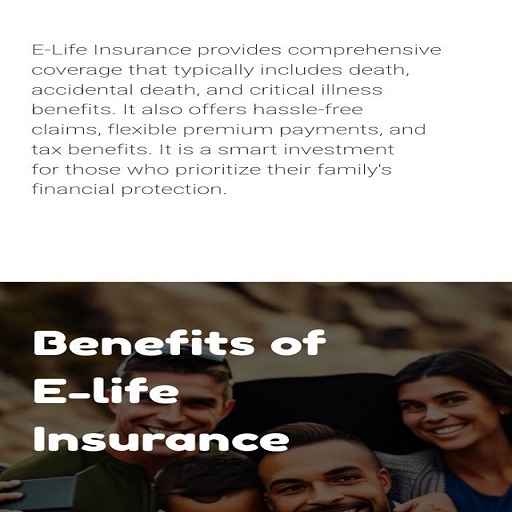 E-Life Insurance provides comprehensive
coverage that typically includes death,
accidental death, and critical illness
benefits. It also offers hassle-free
claims, flexible premium payments, and
tax benefits. It is a smart investment
for those who prioritize their family's
financial protection.
Benefits of
E-life
Insurance